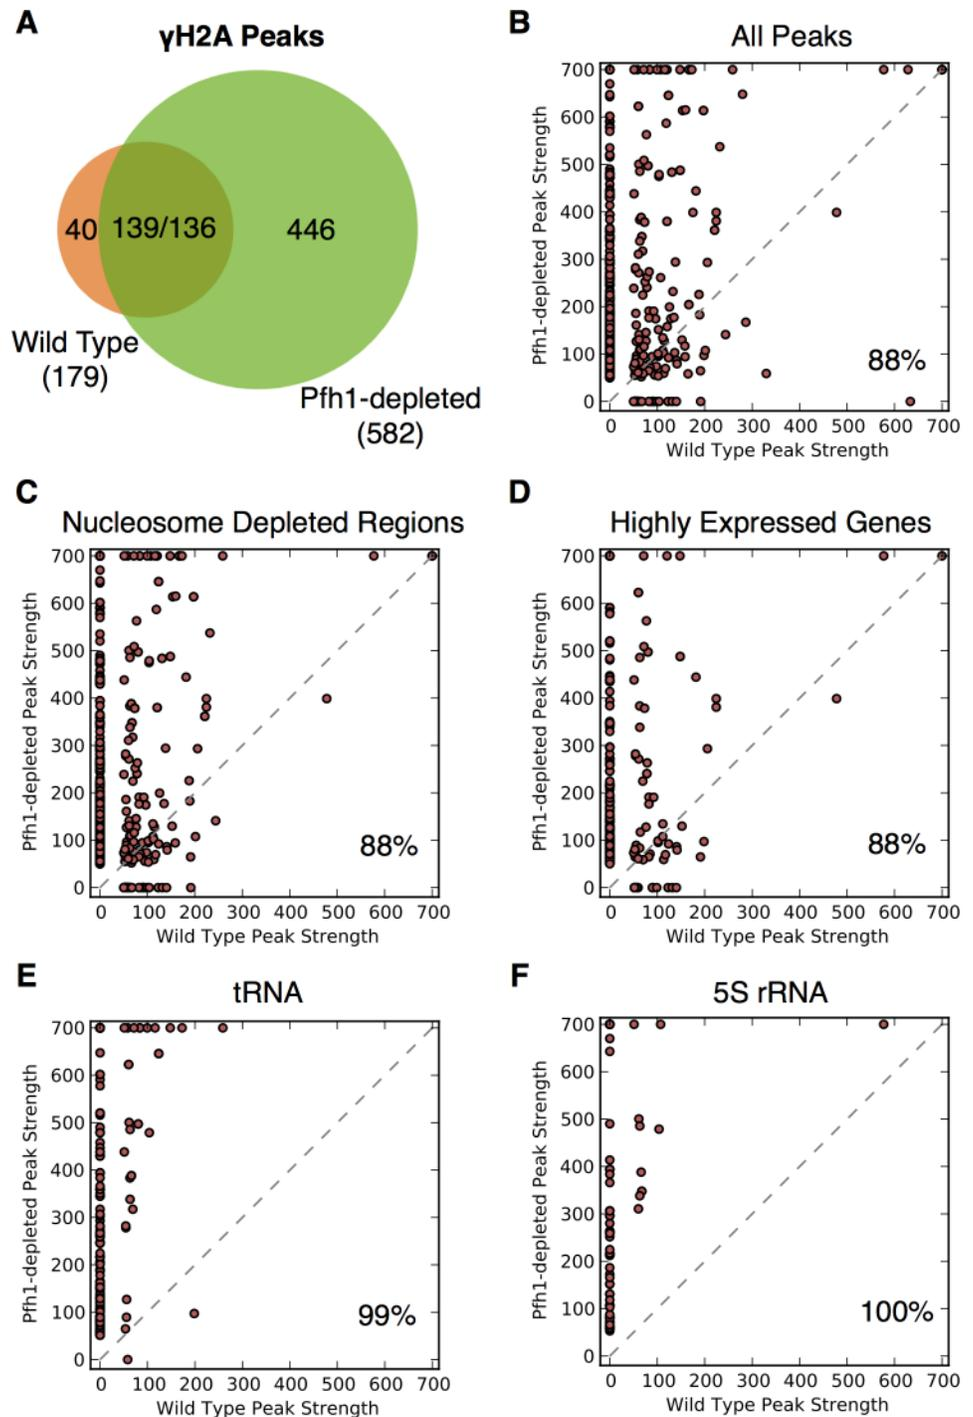 A
γH2A Peaks
40
139/136
446
Wild Type
(179)
Pfh1-depleted
(582)
B
All Peaks
Pfh1-depleted Peak Strength
700
600
500
400
300
200
100
0
88%
0 100 200 300 400 500 600 700
Wild Type Peak Strength
C
Nucleosome Depleted Regions
Pfh1-depleted Peak Strength
700
600
500
400
300
200
100
0
88%
0 100 200 300 400 500 600 700
Wild Type Peak Strength
D
Highly Expressed Genes
Pfh1-depleted Peak Strength
700
600
500
400
300
200
100
0
88%
0 100 200 300 400 500 600 700
Wild Type Peak Strength
E
tRNA
Pfh1-depleted Peak Strength
700
600
500
400
300
200
100
0
99%
0 100 200 300 400 500 600 700
Wild Type Peak Strength
F
5S rRNA
Pfh1-depleted Peak Strength
700
600
500
400
300
200
100
0
100%
0 100 200 300 400 500 600 700
Wild Type Peak Strength